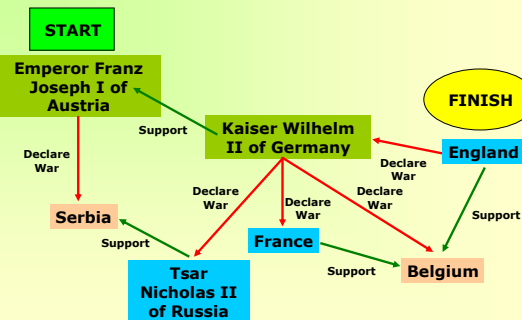 START
Emperor Franz
Joseph I of
Austria
FINISH
Support
Kaiser Wilhelm
II of Germany
England
Declare
War
Declare
War
Declare
War
Declare
War
Declare
War
Serbia
Support
France
Support
Support
Belgium
Tsar
Nicholas II
of Russia